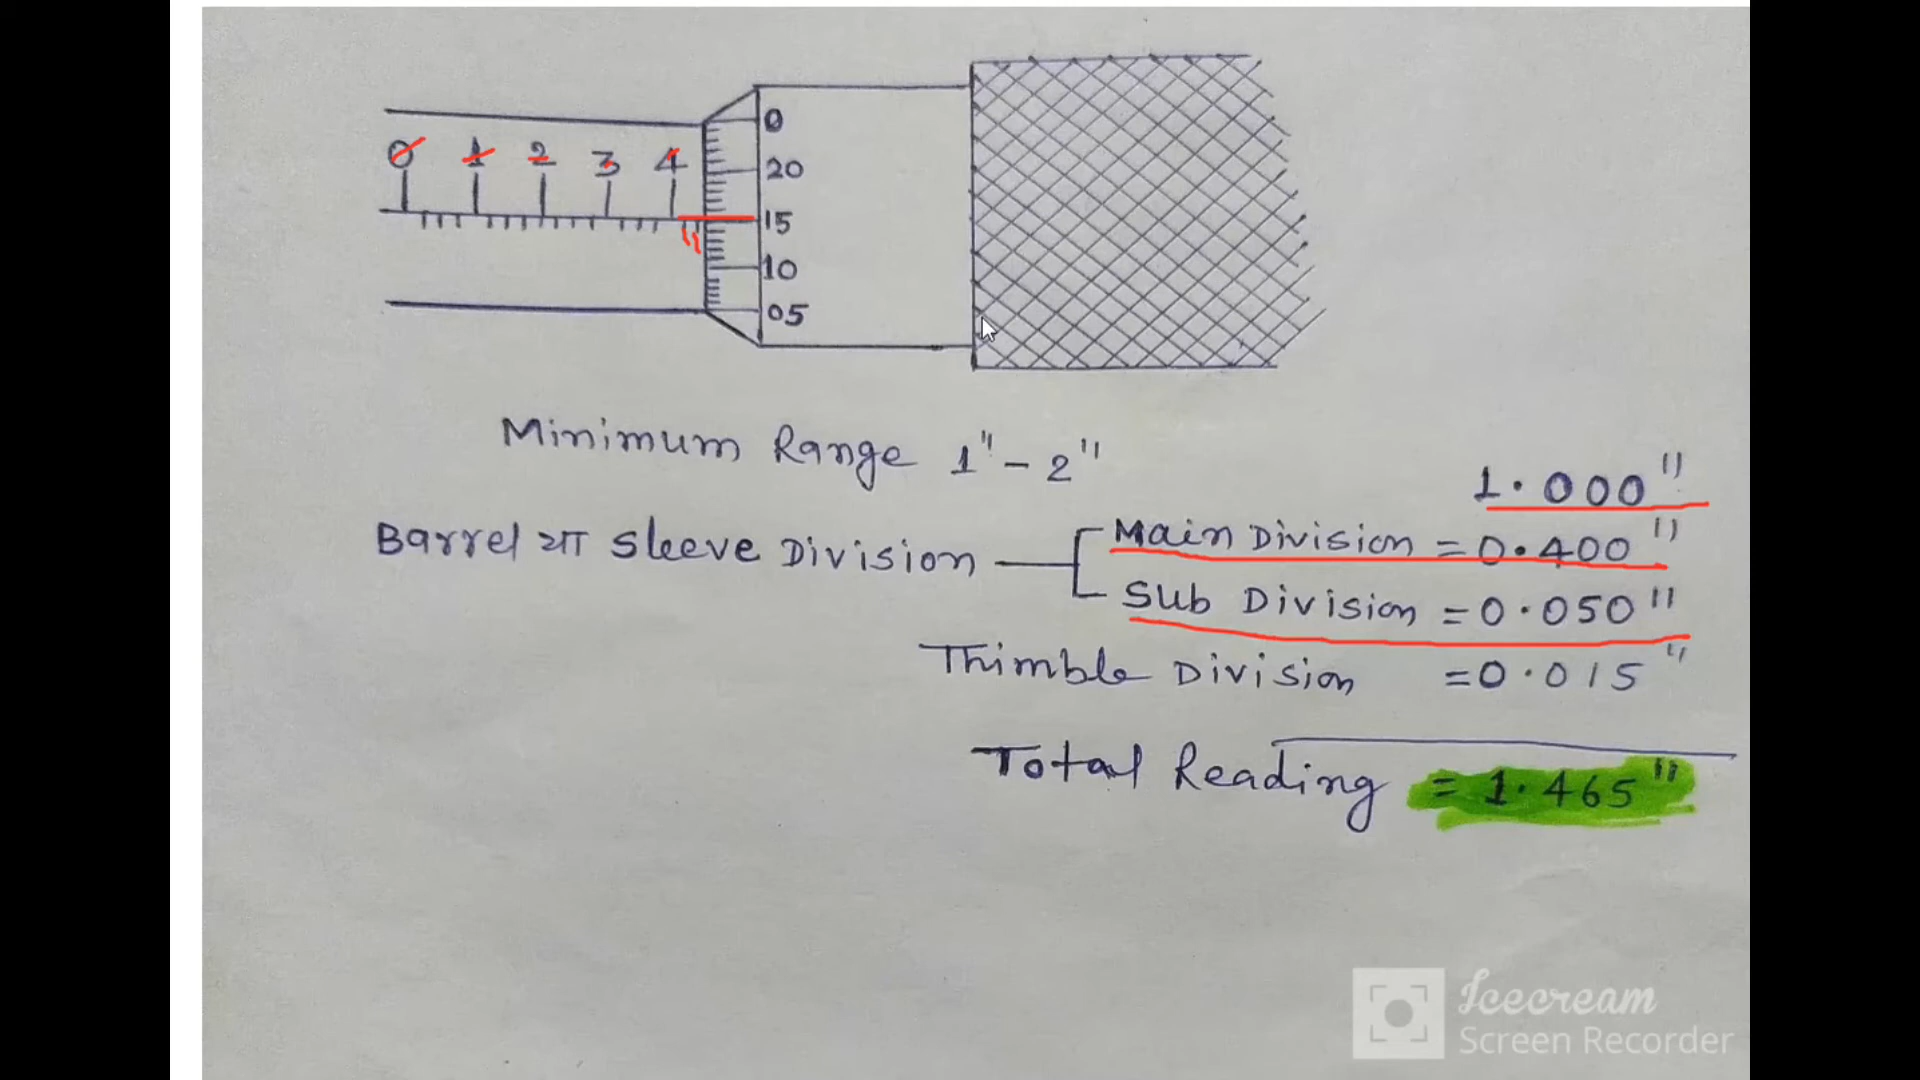 0 1 2 3 4
0
20
15
10
05
Minimum Range 1" - 2"
1.000"
Barrel या Sleeve Division
Main Division = 0.400"
Sub Division = 0.050"
Thimble Division = 0.015"
Total Reading = 1.465"
Icecream
Screen Recorder